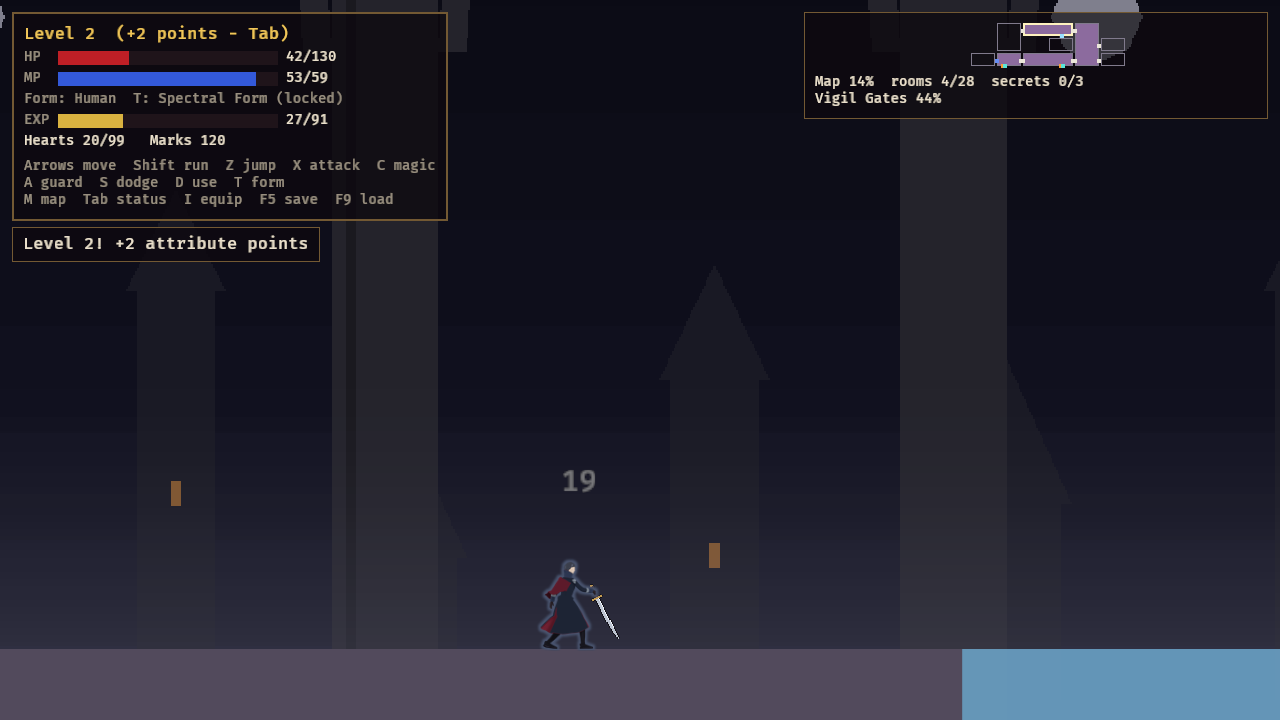 Level 2  (+2 points - Tab)
HP 42/130
MP 53/59
Form: Human  T: Spectral Form (locked)
EXP 27/91
Hearts 20/99  Marks 120
Arrows move  Shift run  Z jump  X attack  C magic
A guard  S dodge  D use  T form
M map  Tab status  I equip  F5 save  F9 load
Level 2! +2 attribute points
Map 14%  rooms 4/28  secrets 0/3
Vigil Gates 44%
19